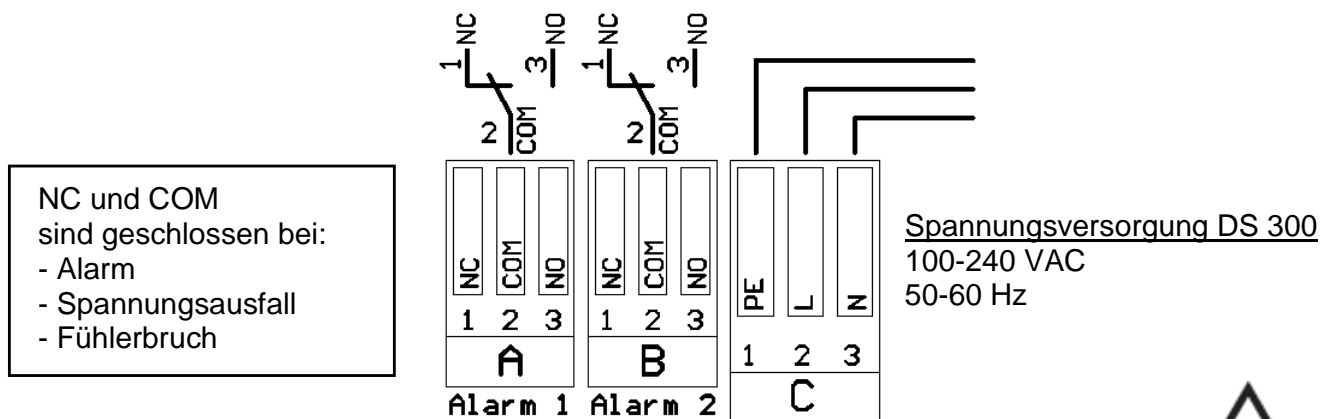 1 NC 3 NO 1 NC 3 NO
2 COM 2 COM
NC und COM
sind geschlossen bei:
- Alarm
- Spannungsausfall
- Fühlerbruch
NC COM NO NC COM NO PE L N
1 2 3 1 2 3 1 2 3
A B C
Alarm 1 Alarm 2
Spannungsversorgung DS 300
100-240 VAC
50-60 Hz